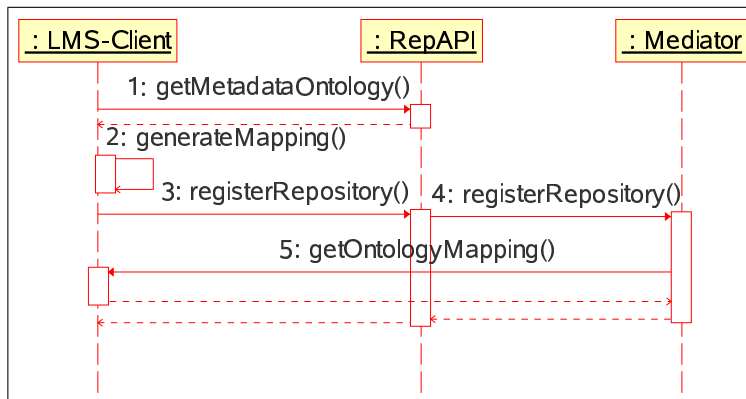 : LMS-Client
: RepAPI
: Mediator
1: getMetadataOntology()
2: generateMapping()
3: registerRepository()
4: registerRepository()
5: getOntologyMapping()